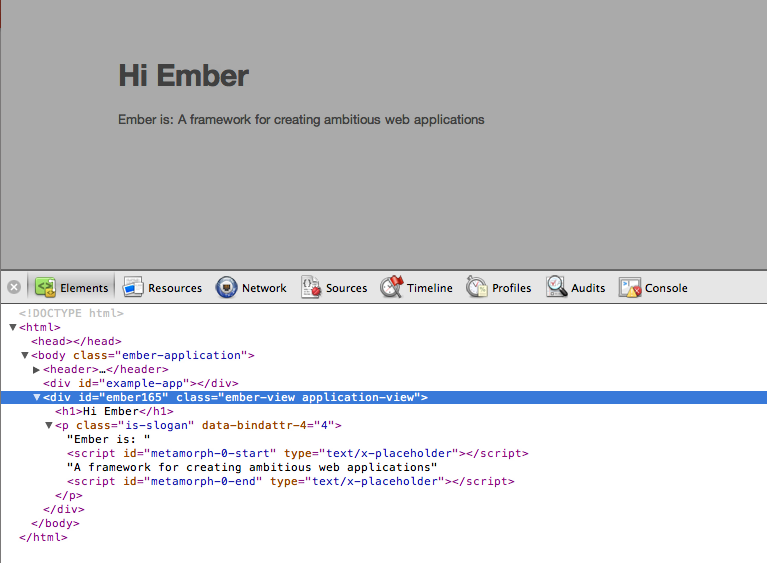 Hi Ember
Ember is: A framework for creating ambitious web applications
Elements Resources Network Sources Timeline Profiles Audits Console
<!DOCTYPE html>
<html>
<head></head>
<body class="ember-application">
<header>…</header>
<div id="example-app"></div>
<div id="ember165" class="ember-view application-view">
<h1>Hi Ember</h1>
<p class="is-slogan" data-bindattr-4="4">
"Ember is: "
<script id="metamorph-0-start" type="text/x-placeholder"></script>
"A framework for creating ambitious web applications"
<script id="metamorph-0-end" type="text/x-placeholder"></script>
</p>
</div>
</body>
</html>